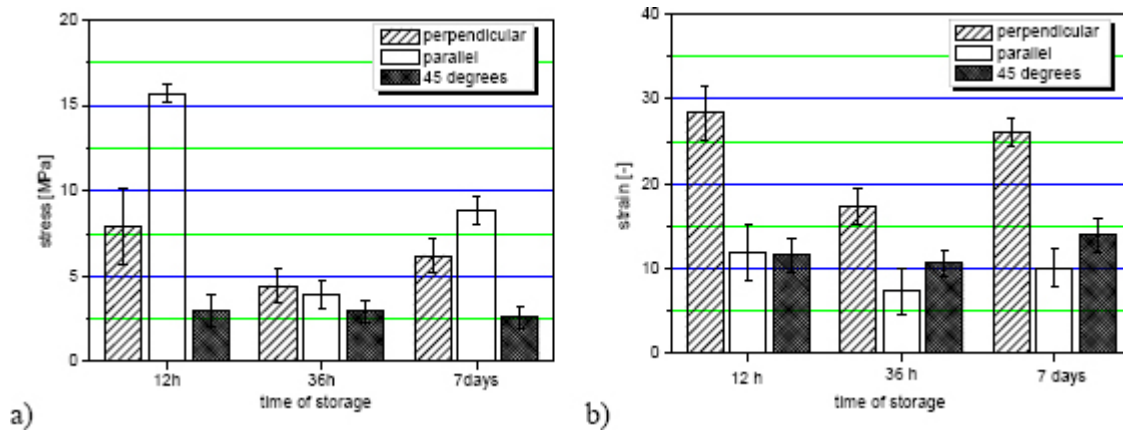 20
15
10
5
0
stress [MPa]
perpendicular
parallel
45 degrees
12h
36h
7days
time of storage
a)
40
30
20
10
0
strain [-]
perpendicular
parallel
45 degrees
12 h
36 h
7 days
time of storage
b)